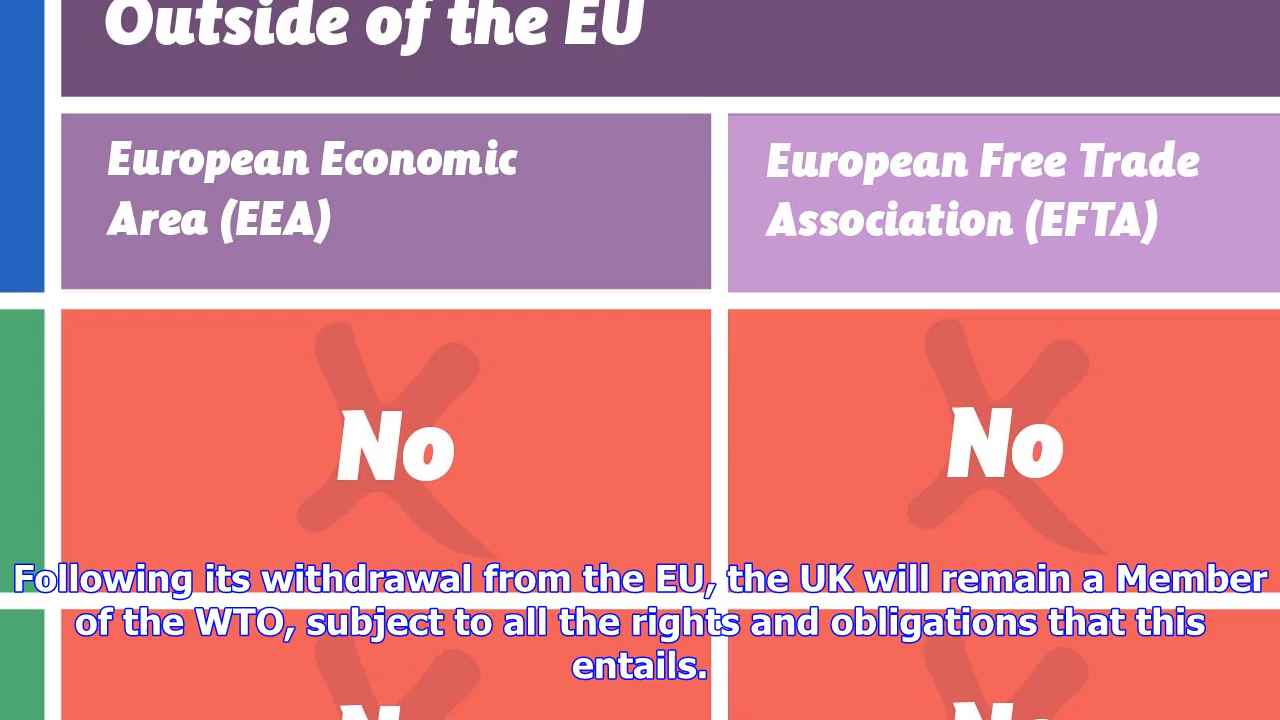 Outside of the EU
European Economic
Area (EEA)
European Free Trade
Association (EFTA)
No
No
Following its withdrawal from the EU, the UK will remain a Member
of the WTO, subject to all the rights and obligations that this
entails.
No
No